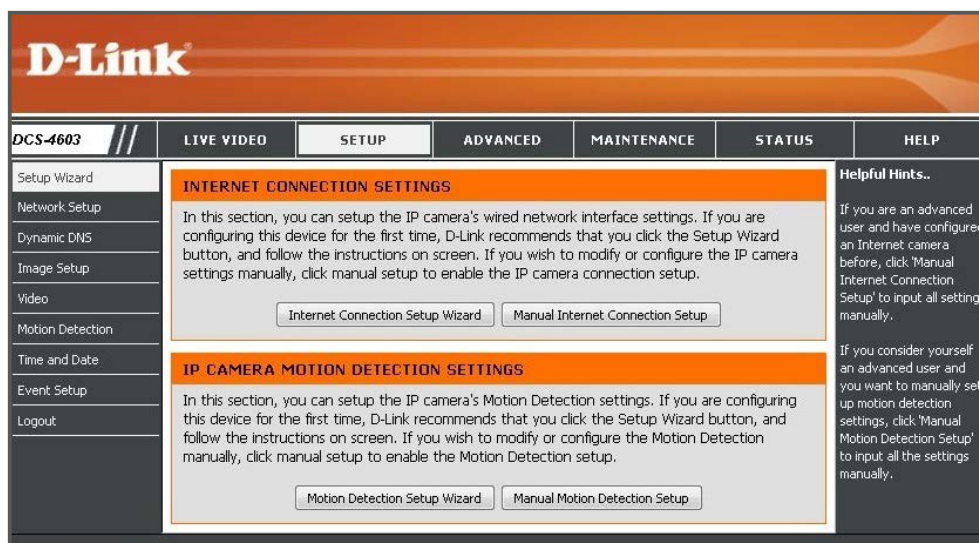 D-Link
DCS-4603
LIVE VIDEO
SETUP
ADVANCED
MAINTENANCE
STATUS
HELP
Setup Wizard
Network Setup
Dynamic DNS
Image Setup
Video
Motion Detection
Time and Date
Event Setup
Logout
INTERNET CONNECTION SETTINGS
In this section, you can setup the IP camera's wired network interface settings. If you are
configuring this device for the first time, D-Link recommends that you click the Setup Wizard
button, and follow the instructions on screen. If you wish to modify or configure the IP camera
settings manually, click manual setup to enable the IP camera connection setup.
Internet Connection Setup Wizard
Manual Internet Connection Setup
IP CAMERA MOTION DETECTION SETTINGS
In this section, you can setup the IP camera's Motion Detection settings. If you are configuring
this device for the first time, D-Link recommends that you click the Setup Wizard button, and
follow the instructions on screen. If you wish to modify or configure the Motion Detection
manually, click manual setup to enable the Motion Detection setup.
Motion Detection Setup Wizard
Manual Motion Detection Setup
Helpful Hints..
If you are an advanced
user and have configured
an Internet camera
before, click 'Manual
Internet Connection
Setup' to input all setting
manually.
If you consider yourself
an advanced user and
you want to manually set
up motion detection
settings, click 'Manual
Motion Detection Setup'
to input all the settings
manually.